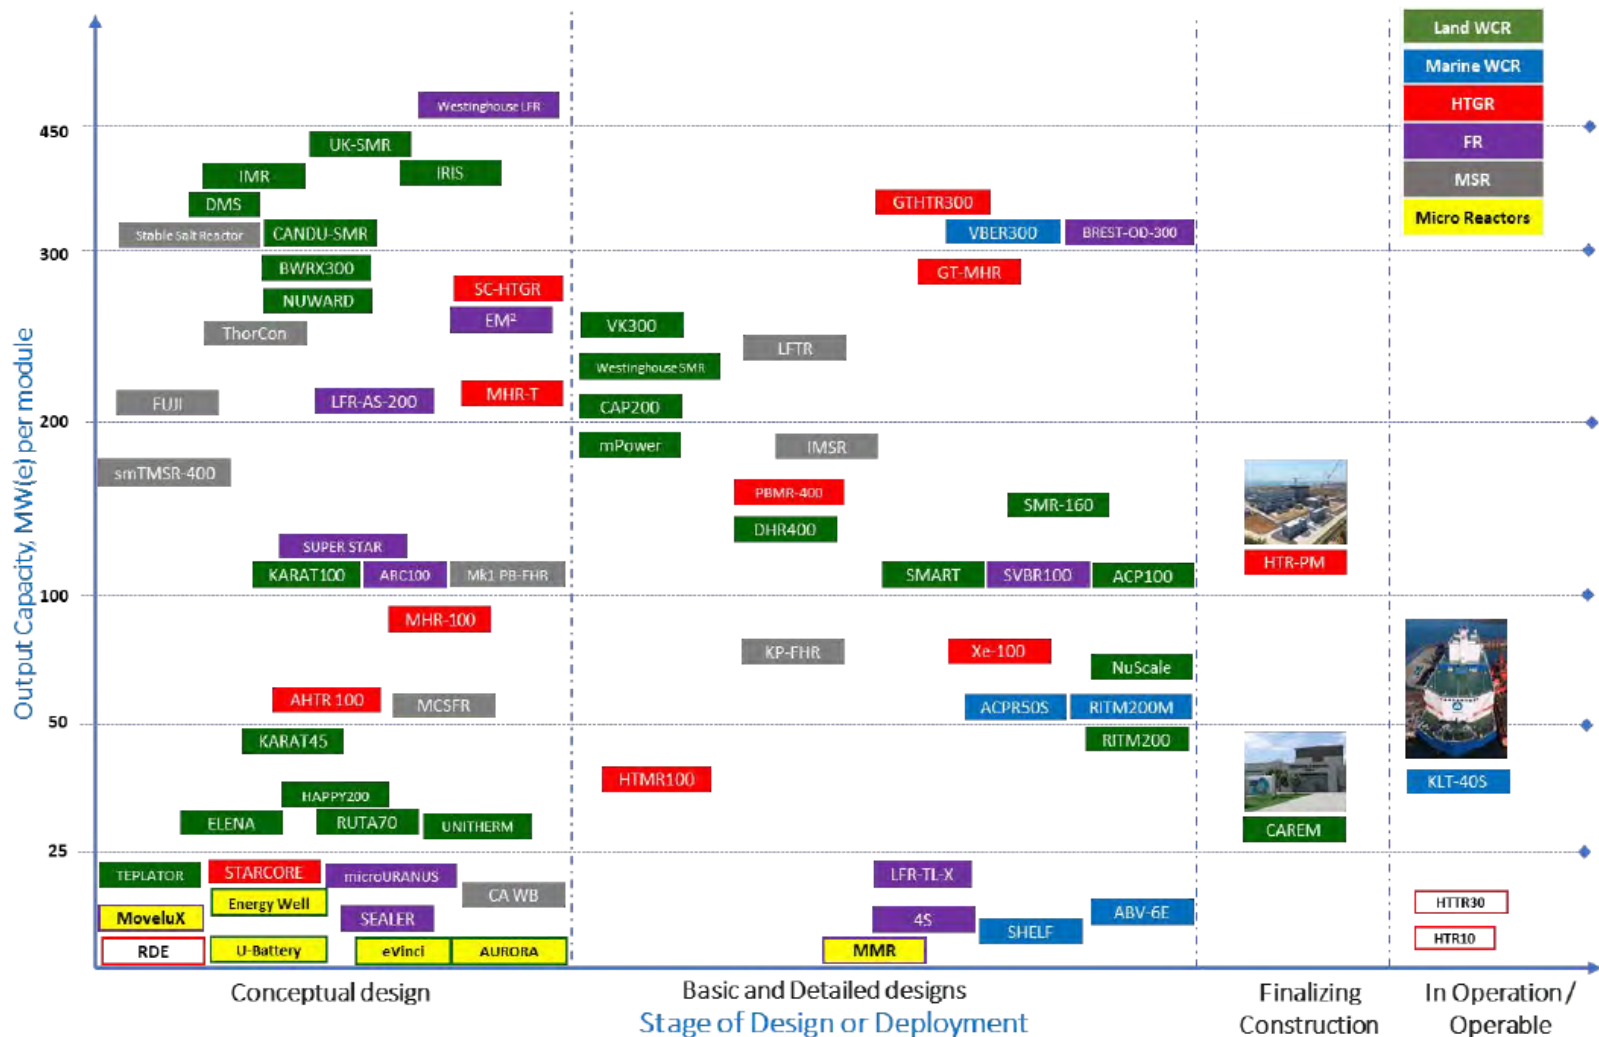 Land WCR
Marine WCR
HTGR
FR
MSR
Micro Reactors
Output Capacity, MW(e) per module
450
300
200
100
50
25
Westinghouse LFR
UK-SMR
IMR
IRIS
DMS
GTHTR300
Stable Salt Reactor
CANDU-SMR
VBER300
BREST-OD-300
BWRX300
GT-MHR
SC-HTGR
NUWARD
EM²
VK300
ThorCon
LFTR
Westinghouse SMR
MHR-T
FUJI
LFR-AS-200
CAP200
mPower
IMSR
smTMSR-400
PBMR-400
SMR-160
DHR400
SUPER STAR
HTR-PM
KARAT100
ARC100
Mk1 PB-FHR
SMART
SVBR100
ACP100
MHR-100
KP-FHR
Xe-100
NuScale
AHTR 100
MCSFR
ACPR50S
RITM200M
KARAT45
RITM200
HTMR100
KLT-40S
HAPPY200
ELENA
RUTA70
UNITHERM
CAREM
TEPLATOR
STARCORE
microURANUS
LFR-TL-X
CA WB
Energy Well
HTTR30
MoveluX
SEALER
4S
ABV-6E
SHELF
HTR10
RDE
U-Battery
eVinci
AURORA
MMR
Conceptual design
Basic and Detailed designs
Finalizing
Construction
In Operation /
Operable
Stage of Design or Deployment